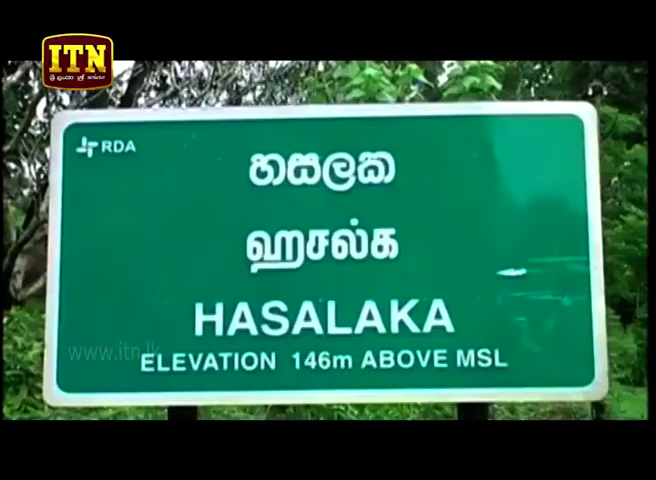 ITN
ශ්‍රී ලංකා ශ්‍රී ලංකා
RDA
හසලක
ஹசல்க
HASALAKA
www.itn.lk
ELEVATION 146m ABOVE MSL